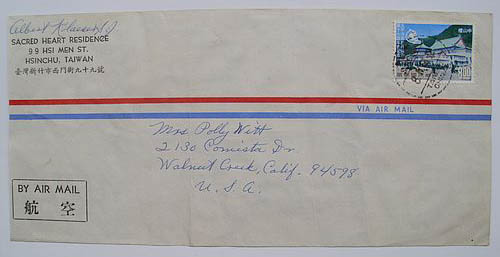 Albert Klaeser S.J.
SACRED HEART RESIDENCE
99 HSI MEN ST.
HSINCHU, TAIWAN
臺灣新竹市西門街九十九號
VIA AIR MAIL
Mrs Polly Witt
2130 Comistas Dr
Walnut Creek, Calif. 94598
U. S. A.
BY AIR MAIL
航 空